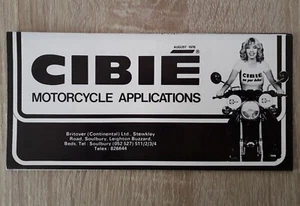 AUGUST 1978
CIBIÉ
®
MOTORCYCLE APPLICATIONS
CIBIÉ
Britover (Continental) Ltd., Stewkley
Road, Soulbury, Leighton Buzzard,
Beds. Tel: Soulbury (052 527) 511/2/3/4
Telex: 826644